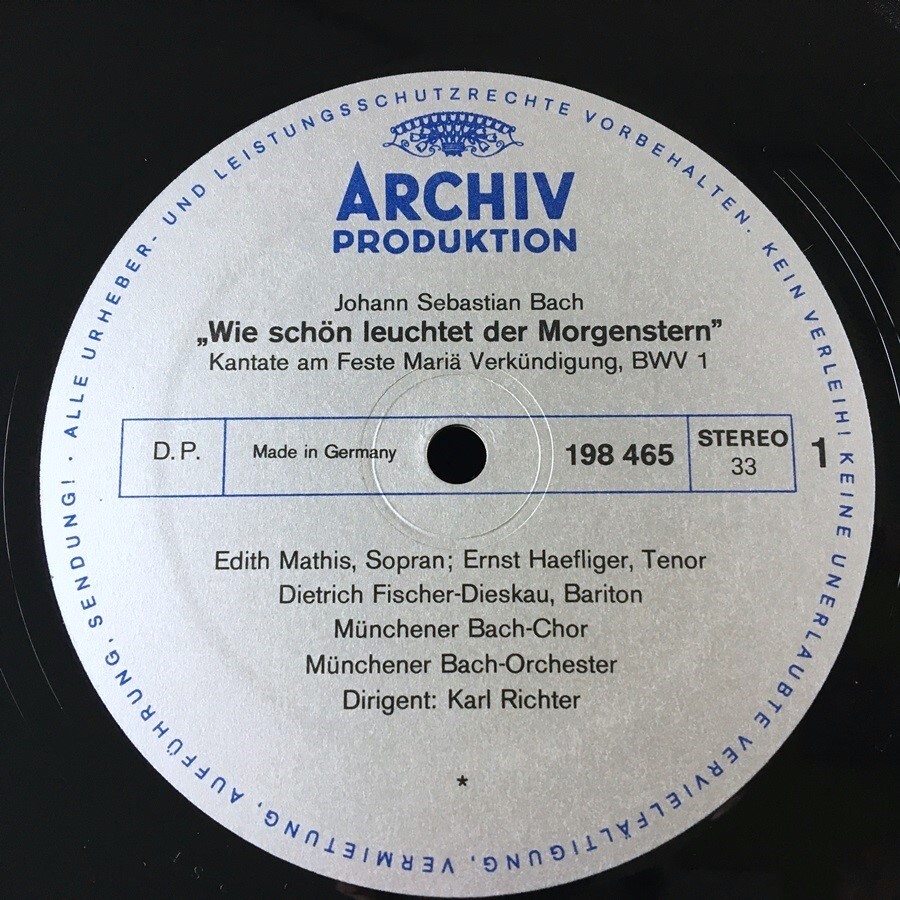 ALLE URHEBER- UND LEISTUNGSSCHUTZRECHTE VORBEHALTEN. KEIN VERLEIH! KEINE UNERLAUBTE VERVIELFÄLTIGUNG, VERMIETUNG, AUFFÜHRUNG, SENDUNG! ·
ARCHIV
PRODUKTION
Johann Sebastian Bach
„Wie schön leuchtet der Morgenstern”
Kantate am Feste Mariä Verkündigung, BWV 1
D. P. Made in Germany 198 465 STEREO 1
33
Edith Mathis, Sopran; Ernst Haefliger, Tenor
Dietrich Fischer-Dieskau, Bariton
Münchener Bach-Chor
Münchener Bach-Orchester
Dirigent: Karl Richter
*